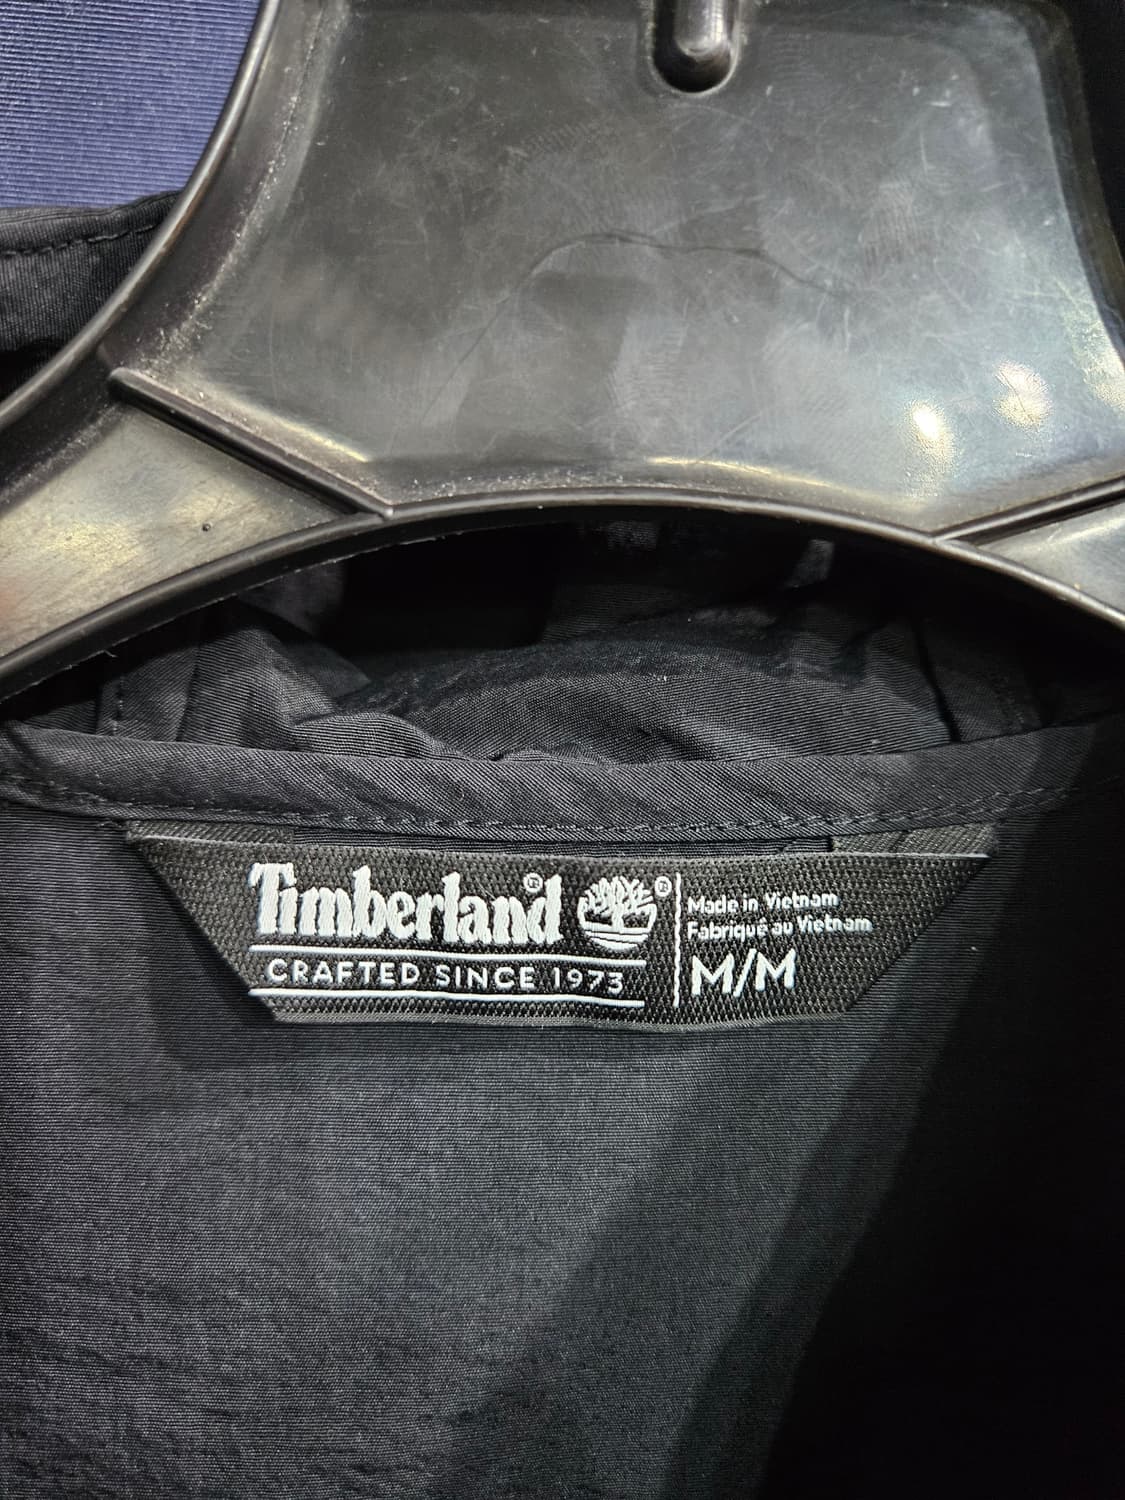 Timberland®
CRAFTED SINCE 1973
®
Made in Vietnam
Fabriqué au Vietnam
M/M